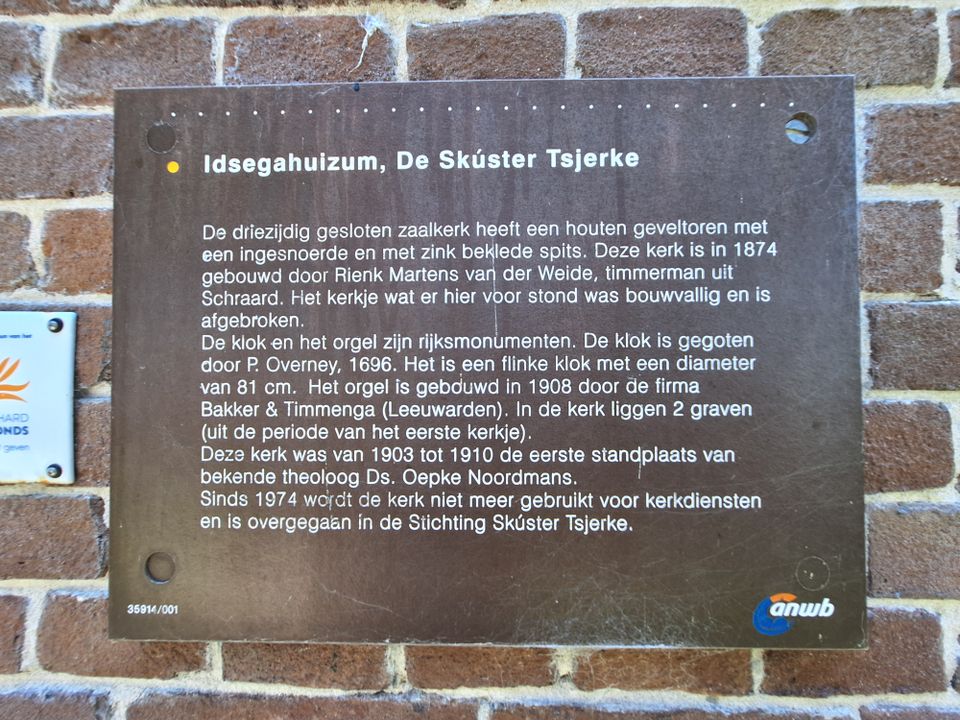 Idsegahuizum, De Skúster Tsjerke
De driezijdig gesloten zaalkerk heeft een houten geveltoren met
een ingesnoerde en met zink beklede spits. Deze kerk is in 1874
gebouwd door Rienk Martens van der Weide, timmerman uit
Schraard. Het kerkje wat er hier voor stond was bouwvallig en is
afgebroken.
De klok en het orgel zijn rijksmonumenten. De klok is gegoten
door P. Overney, 1696. Het is een flinke klok met een diameter
van 81 cm. Het orgel is gebouwd in 1908 door de firma
Bakker & Timmenga (Leeuwarden). In de kerk liggen 2 graven
(uit de periode van het eerste kerkje).
Deze kerk was van 1903 tot 1910 de eerste standplaats van
bekende theoloog Ds. Oepke Noordmans.
Sinds 1974 wordt de kerk niet meer gebruikt voor kerkdiensten
en is overgegaan in de Stichting Skúster Tsjerke.
35914/001
anwb
van het
HARD
ONDS
geven